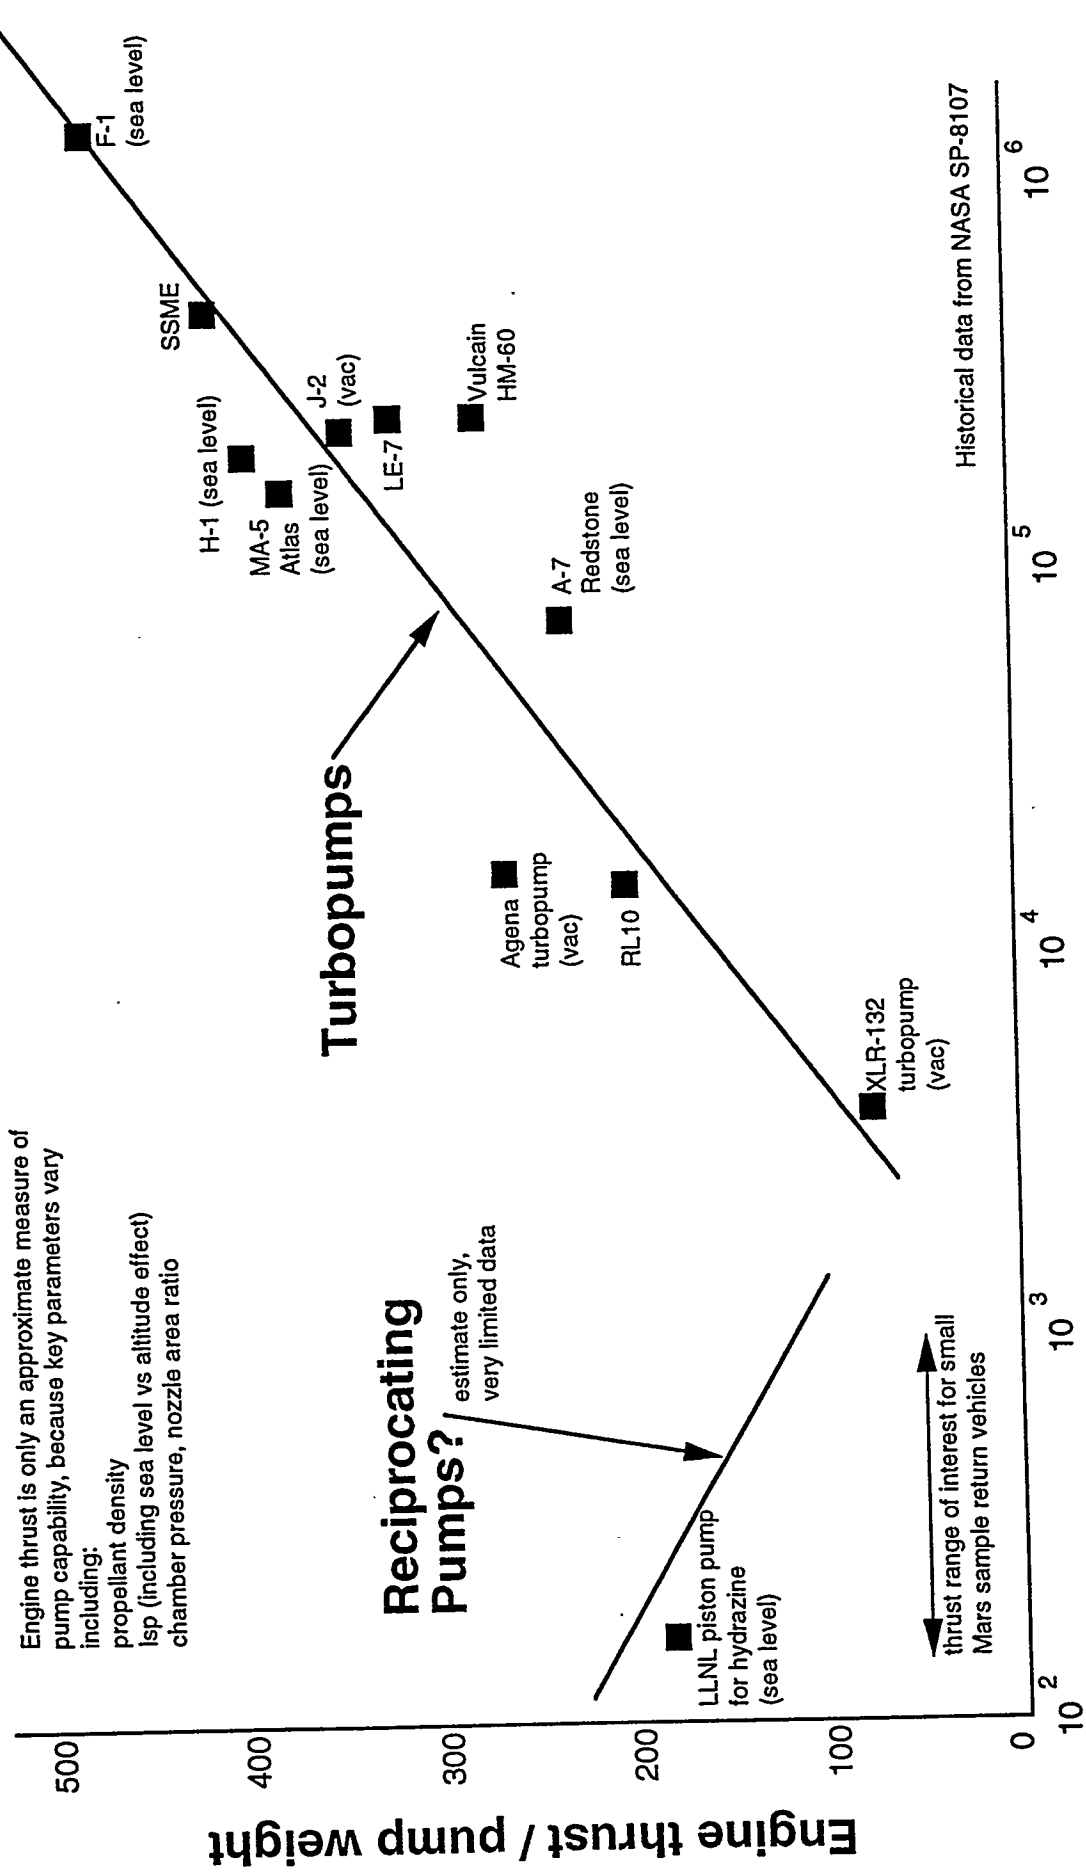 Engine thrust is only an approximate measure of
pump capability, because key parameters vary
including:
propellant density
Isp (including sea level vs altitude effect)
chamber pressure, nozzle area ratio
F-1
(sea level)
SSME
H-1 (sea level)
MA-5
Atlas
(sea level)
J-2
(vac)
LE-7
Vulcain
HM-60
A-7
Redstone
(sea level)
Turbopumps
Agena
turbopump
(vac)
RL10
XLR-132
turbopump
(vac)
Reciprocating
Pumps?
estimate only,
very limited data
LLNL piston pump
for hydrazine
(sea level)
thrust range of interest for small
Mars sample return vehicles
Historical data from NASA SP-8107
Engine thrust / pump weight
500
400
300
200
100
0
10 2
10 3
10 4
10 5
10 6